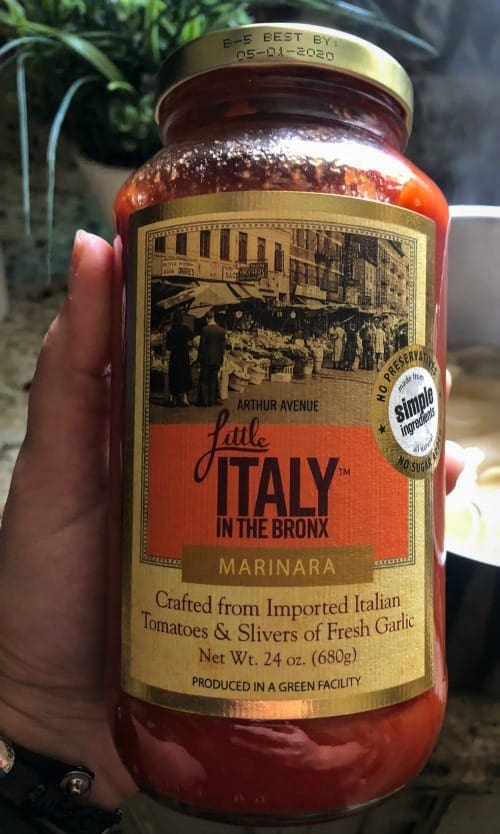 B-5 BEST BY:
05-01-2020
ARTHUR AVENUE
Little
ITALY™
IN THE BRONX
MARINARA
Crafted from Imported Italian
Tomatoes & Slivers of Fresh Garlic
Net Wt. 24 oz. (680g)
PRODUCED IN A GREEN FACILITY
NO PRESERVATIVES
made from
simple
ingredients
NO SUGAR